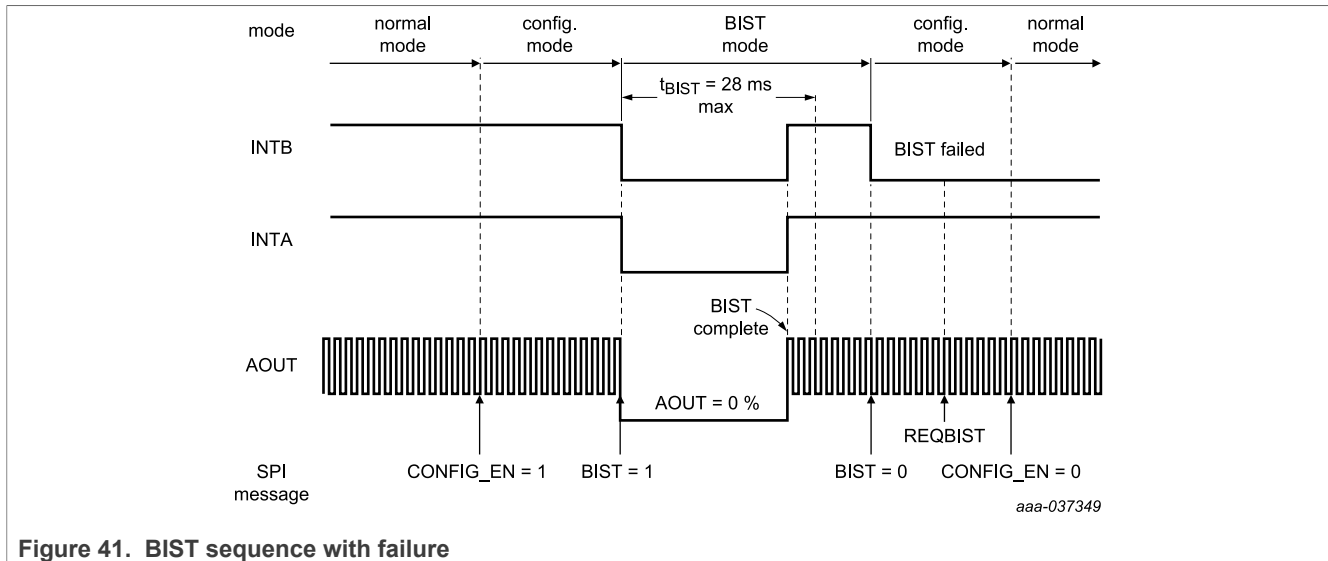 mode
normal
mode
config.
mode
BIST
mode
config.
mode
normal
mode
tBIST = 28 ms
max
INTB
BIST failed
INTA
BIST
complete
AOUT
AOUT = 0 %
REQBIST
SPI
message
CONFIG_EN = 1
BIST = 1
BIST = 0
CONFIG_EN = 0
aaa-037349
Figure 41. BIST sequence with failure